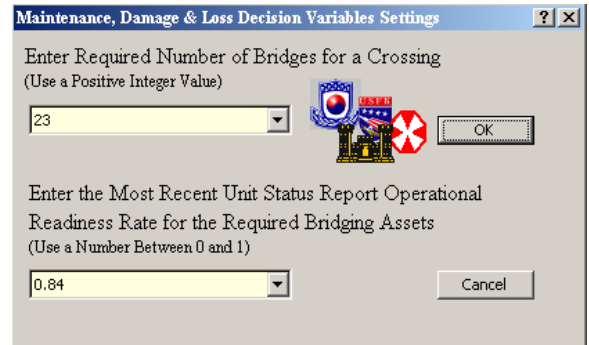 Maintenance, Damage & Loss Decision Variables Settings
Enter Required Number of Bridges for a Crossing
(Use a Positive Integer Value)
23
USFK
OK
Enter the Most Recent Unit Status Report Operational
Readiness Rate for the Required Bridging Assets
(Use a Number Between 0 and 1)
0.84
Cancel